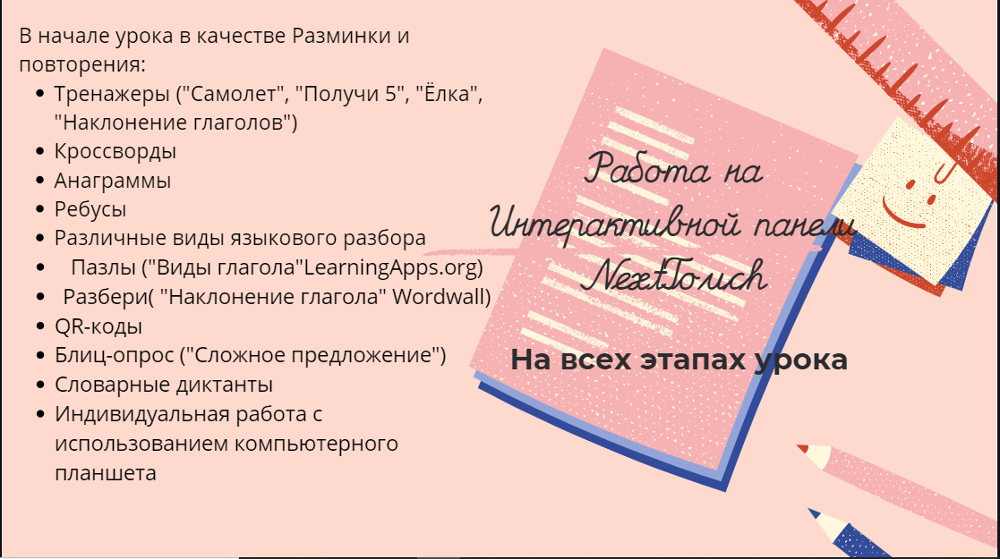 В начале урока в качестве Разминки и
повторения:
Тренажеры ("Самолет", "Получи 5", "Ёлка",
"Наклонение глаголов")
Кроссворды
Анаграммы
Ребусы
Различные виды языкового разбора
Пазлы ("Виды глагола"LearningApps.org)
Разбери( "Наклонение глагола" Wordwall)
QR-коды
Блиц-опрос ("Сложное предложение")
Словарные диктанты
Индивидуальная работа с
использованием компьютерного
планшета
Работа на
Интерактивной панели
NextTouch
На всех этапах урока